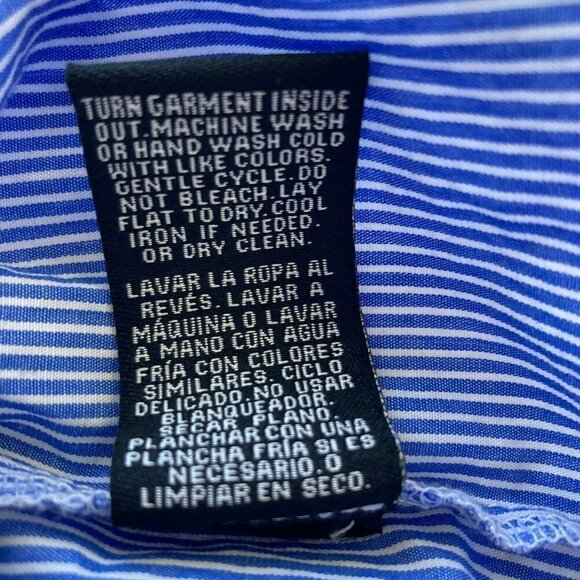 TURN GARMENT INSIDE
OUT. MACHINE WASH
OR HAND WASH COLD
WITH LIKE COLORS.
GENTLE CYCLE. DO
NOT BLEACH. LAY
FLAT TO DRY. COOL
IRON IF NEEDED.
OR DRY CLEAN.
LAVAR LA ROPA AL
REVÉS. LAVAR A
MÁQUINA O LAVAR
A MANO CON AGUA
FRÍA CON COLORES
SIMILARES. CICLO
DELICADO. NO USAR
BLANQUEADOR.
SECAR PLANO.
PLANCHAR CON UNA
PLANCHA FRÍA SI ES
NECESARIO. O
LIMPIAR EN SECO.